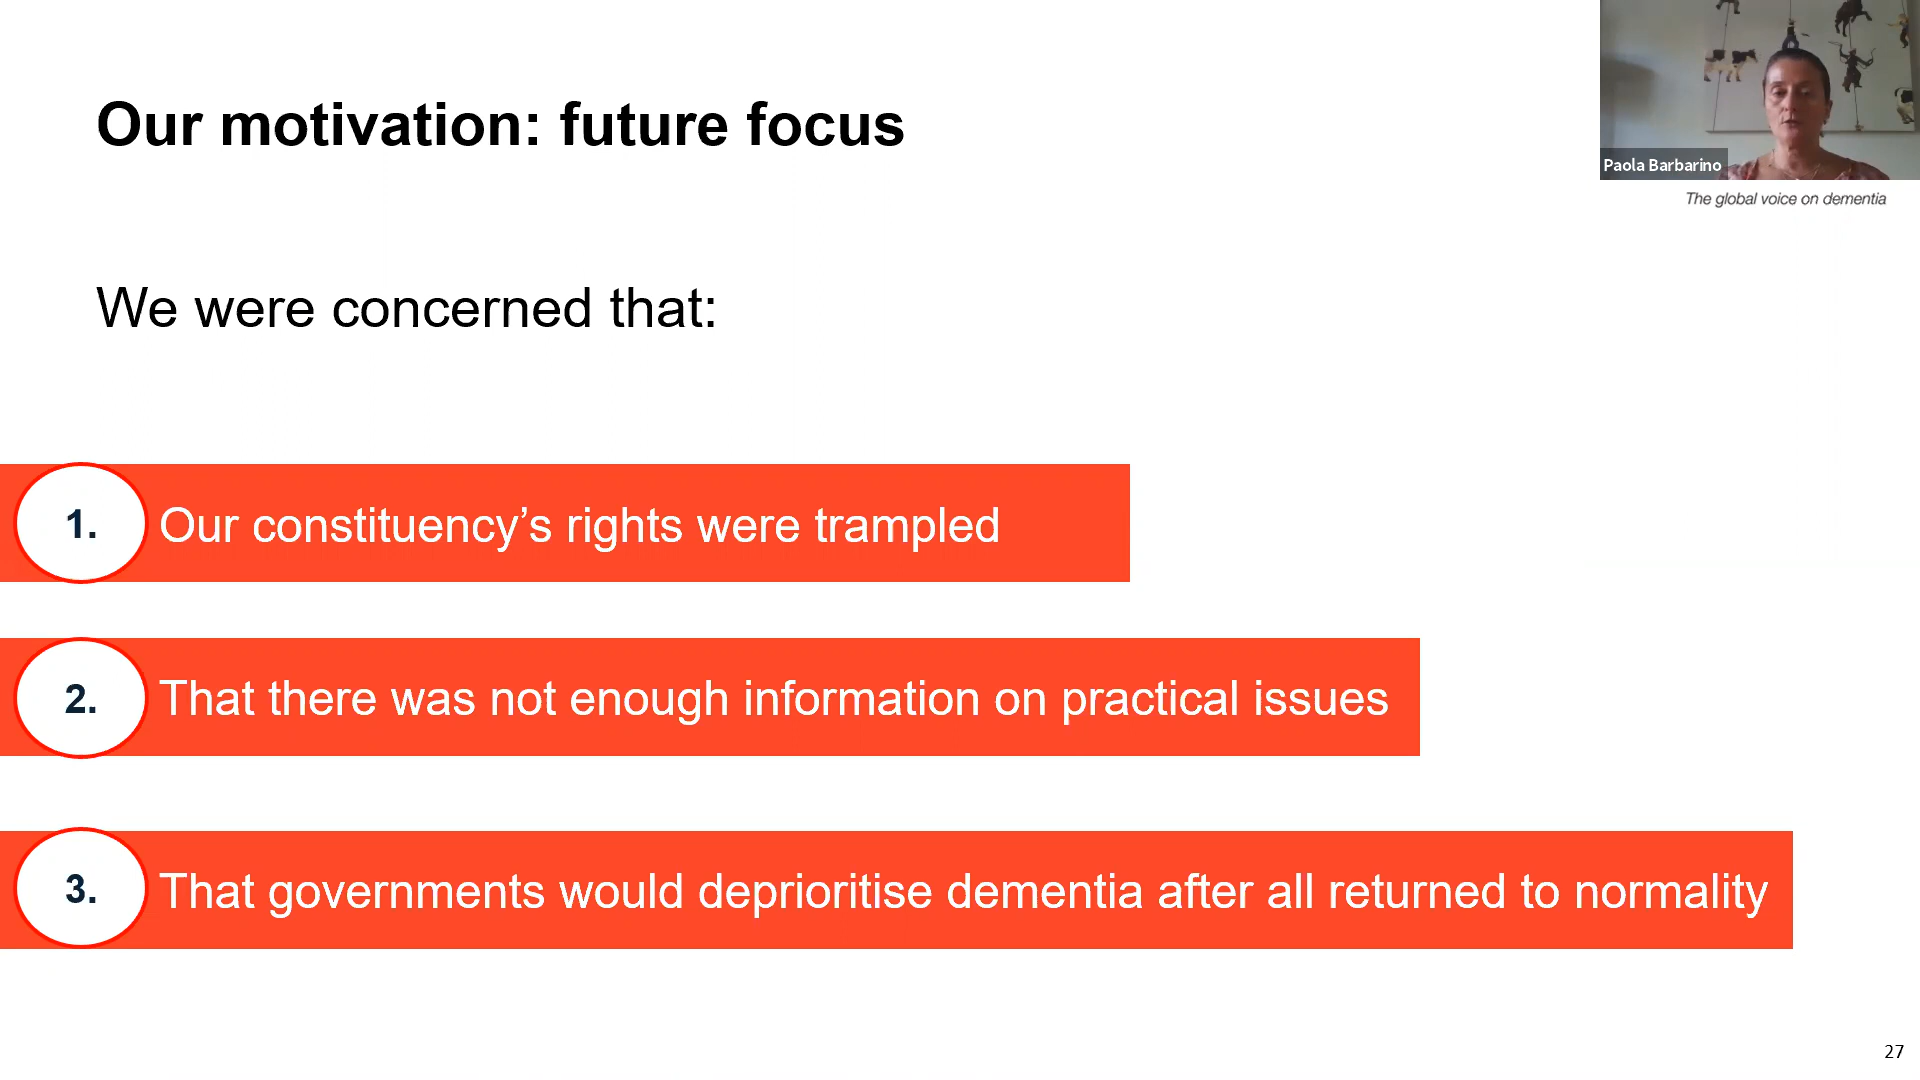 Our motivation: future focus
Paola Barbarino
The global voice on dementia
We were concerned that:
1. Our constituency’s rights were trampled
2. That there was not enough information on practical issues
3. That governments would deprioritise dementia after all returned to normality
27